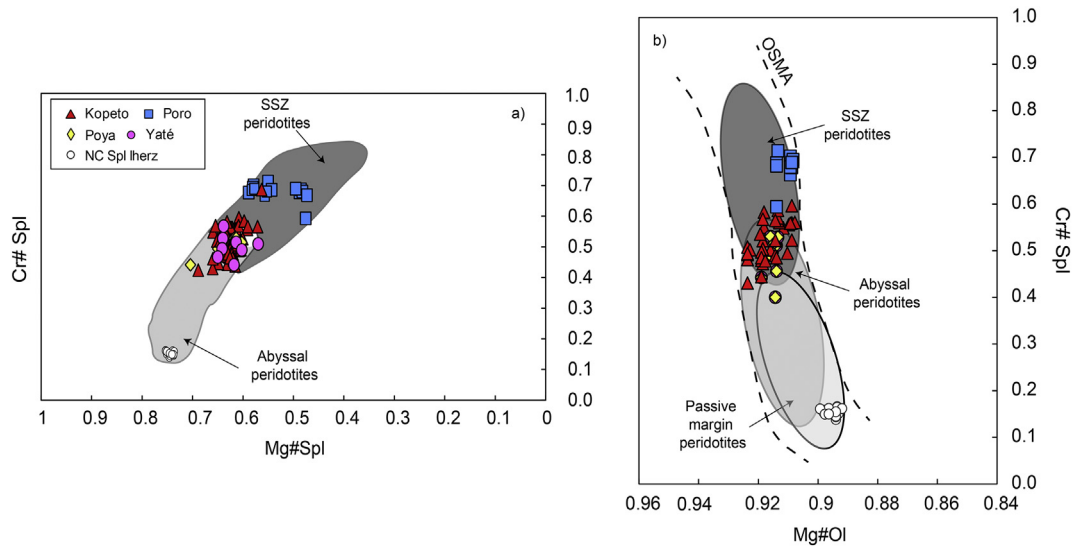 a)
Kopeto
Poro
Poya
Yaté
NC Spl lherz
SSZ
peridotites
Abyssal
peridotites
Cr# Spl
1.0
0.9
0.8
0.7
0.6
0.5
0.4
0.3
0.2
0.1
0.0
1
0.9
0.8
0.7
0.6
0.5
0.4
0.3
0.2
0.1
0
Mg#Spl
b)
OSMA
SSZ
peridotites
Abyssal
peridotites
Passive
margin
peridotites
1.0
0.9
0.8
0.7
0.6
0.5
0.4
0.3
0.2
0.1
0.0
Cr# Spl
0.96
0.94
0.92
0.9
0.88
0.86
0.84
Mg#Ol